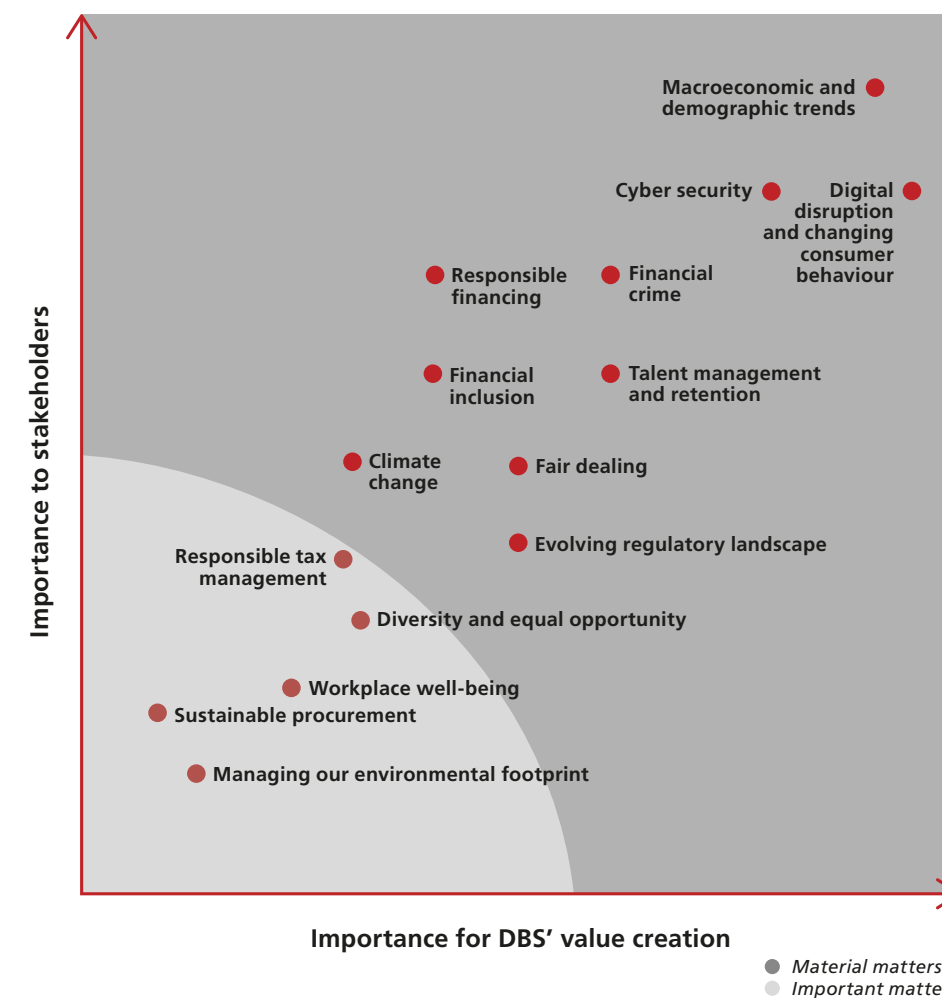 Macroeconomic and
demographic trends
Cyber security
Digital
disruption
and changing
consumer
behaviour
Responsible
financing
Financial
crime
Financial
inclusion
Talent management
and retention
Climate
change
Fair dealing
Evolving regulatory landscape
Responsible tax
management
Diversity and equal opportunity
Workplace well-being
Sustainable procurement
Managing our environmental footprint
Importance to stakeholders
Importance for DBS’ value creation
Material matters
Important